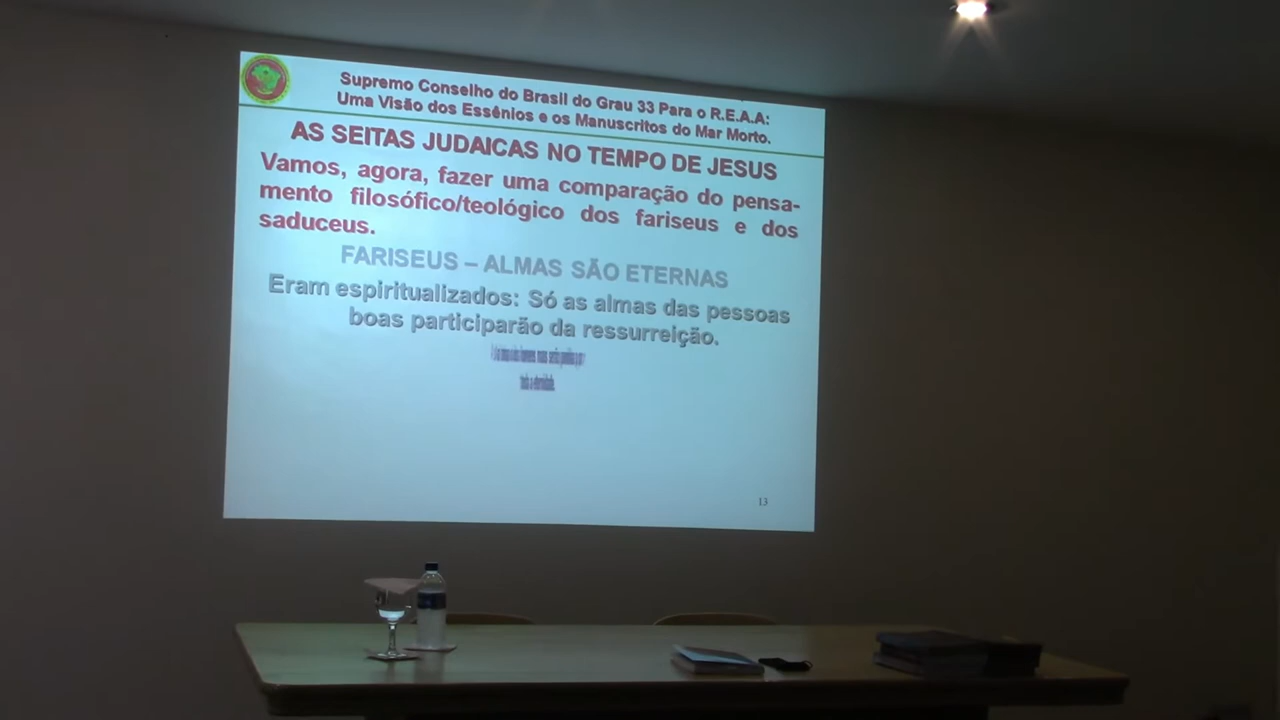 Supremo Conselho do Brasil do Grau 33 Para o R.E.A.A:
Uma Visão dos Essênios e os Manuscritos do Mar Morto.
AS SEITAS JUDAICAS NO TEMPO DE JESUS
Vamos, agora, fazer uma comparação do pensa-
mento filosófico/teológico dos fariseus e dos
saduceus.
FARISEUS – ALMAS SÃO ETERNAS
Eram espiritualizados: Só as almas das pessoas
boas participarão da ressurreição.
13